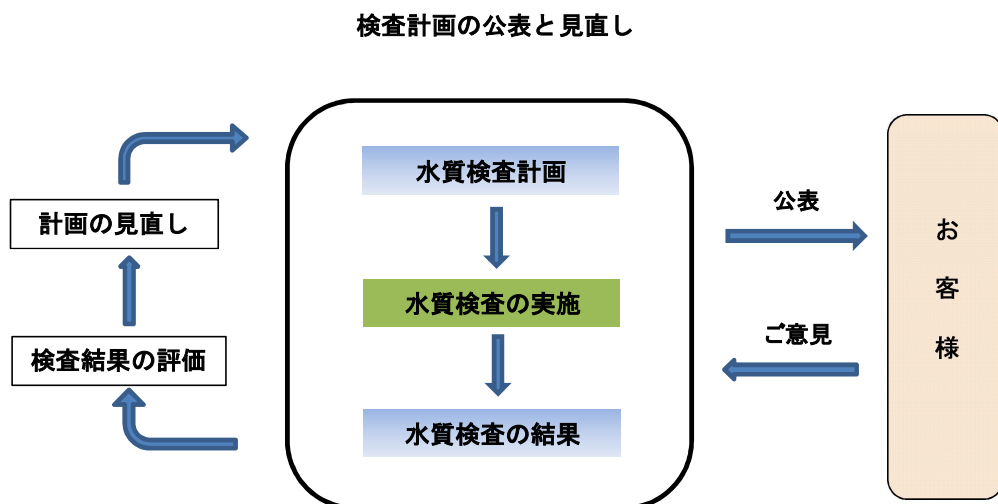 検査計画の公表と見直し
水質検査計画
水質検査の実施
水質検査の結果
検査結果の評価
計画の見直し
公表
ご意見
お客様